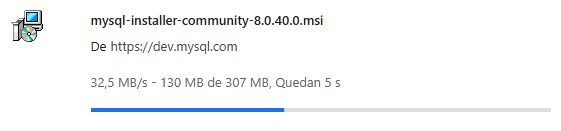 mysql-installer-community-8.0.40.0.msi
De https://dev.mysql.com
32,5 MB/s - 130 MB de 307 MB, Quedan 5 s